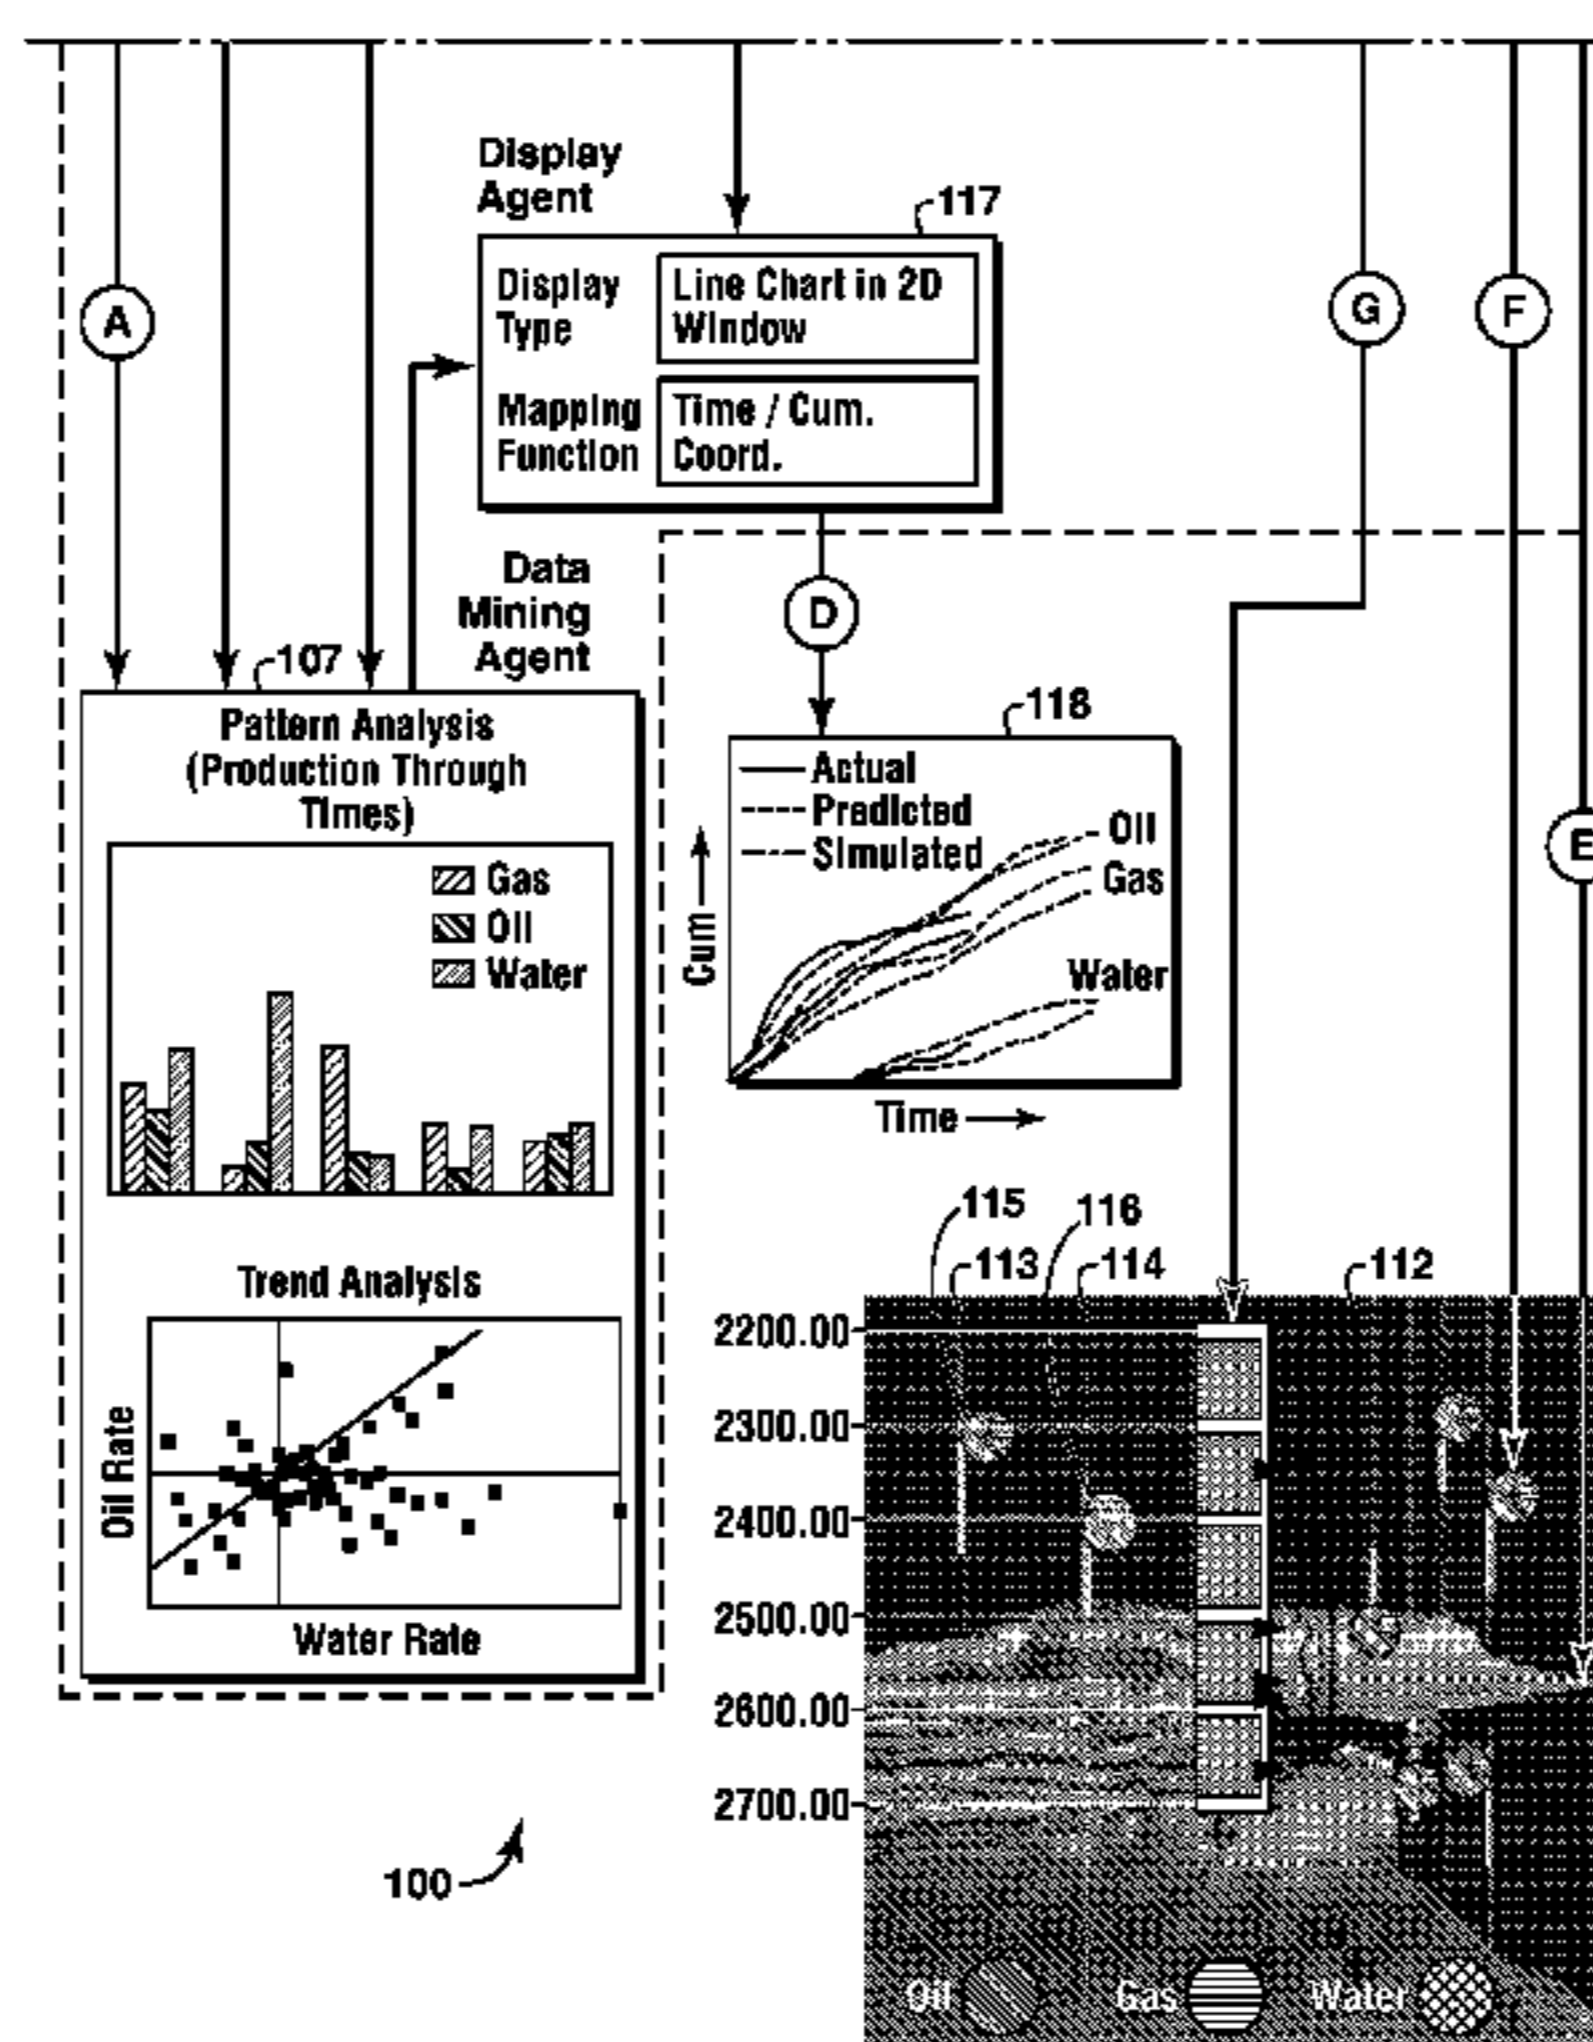 Display
Agent
117
Display
Type
Line Chart in 2D
Window
Mapping
Function
Time / Cum.
Coord.
A
G
F
D
E
Data
Mining
Agent
107
Pattern Analysis
(Production Through
Times)
Gas
Oil
Water
Trend Analysis
Oil Rate
Water Rate
118
Actual
Predicted
Simulated
Oil
Gas
Water
Cum
Time
115
116
113
114
112
2200.00
2300.00
2400.00
2500.00
2600.00
2700.00
100
Oil
Gas
Water